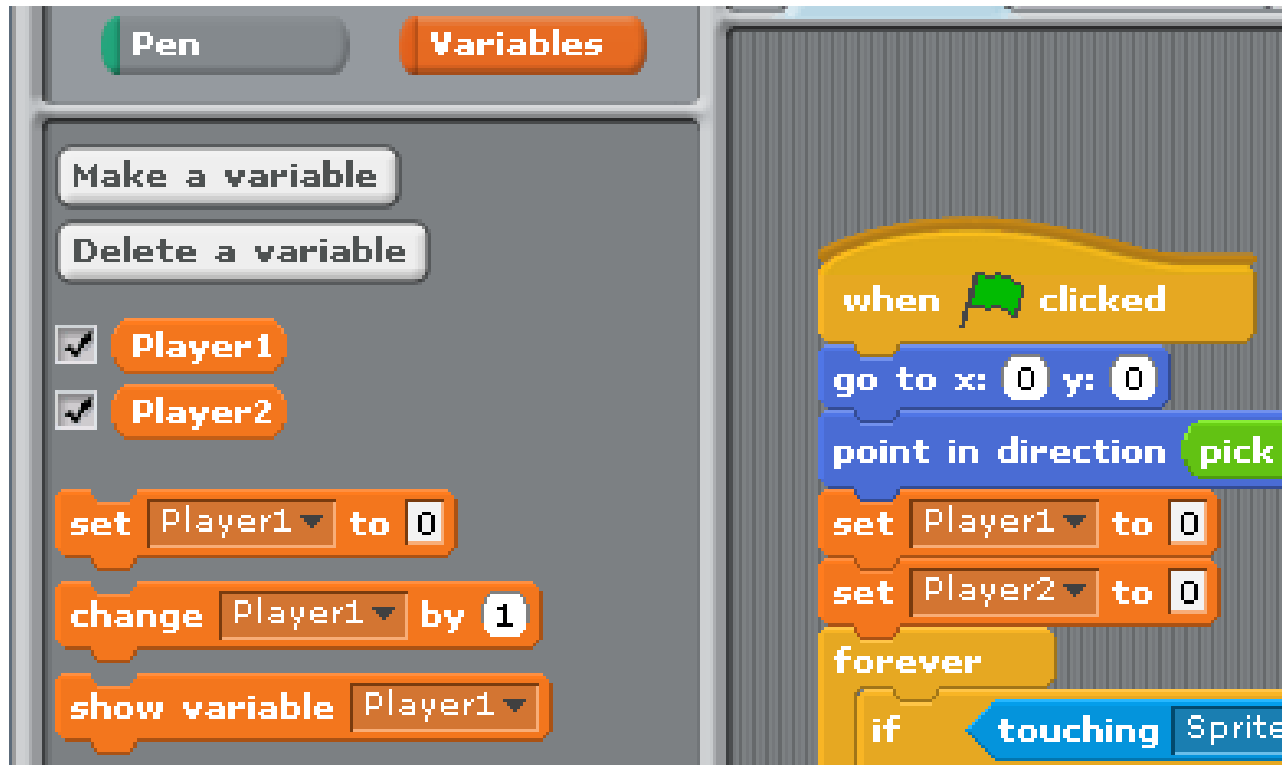 Pen Variables
Make a variable
Delete a variable
Player1
Player2
set Player1 to 0
change Player1 by 1
show variable Player1
when clicked
go to x: 0 y: 0
point in direction pick
set Player1 to 0
set Player2 to 0
forever
if touching Sprite